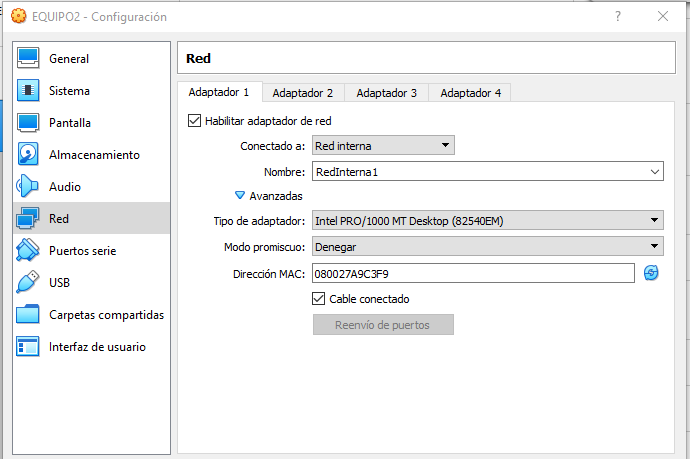 EQUIPO2 - Configuración
?
General
Sistema
Pantalla
Almacenamiento
Audio
Red
Puertos serie
USB
Carpetas compartidas
Interfaz de usuario
Red
Adaptador 1 Adaptador 2 Adaptador 3 Adaptador 4
Habilitar adaptador de red
Conectado a: Red interna
Nombre: RedInterna1
Avanzadas
Tipo de adaptador: Intel PRO/1000 MT Desktop (82540EM)
Modo promiscuo: Denegar
Dirección MAC: 080027A9C3F9
Cable conectado
Reenvío de puertos